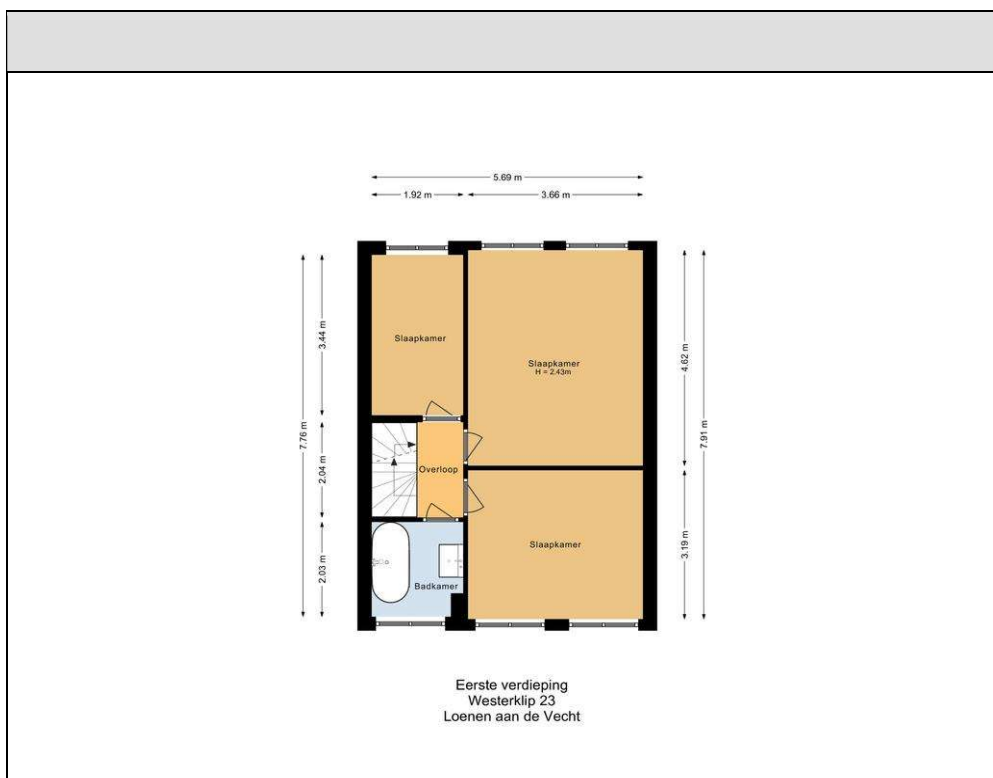 5.69 m
1.92 m
3.66 m
Slaapkamer
Slaapkamer
H = 2.43m
Overloop
Slaapkamer
Badkamer
3.44 m
7.76 m
2.04 m
2.03 m
4.62 m
7.91 m
3.19 m
Eerste verdieping
Westerklip 23
Loenen aan de Vecht